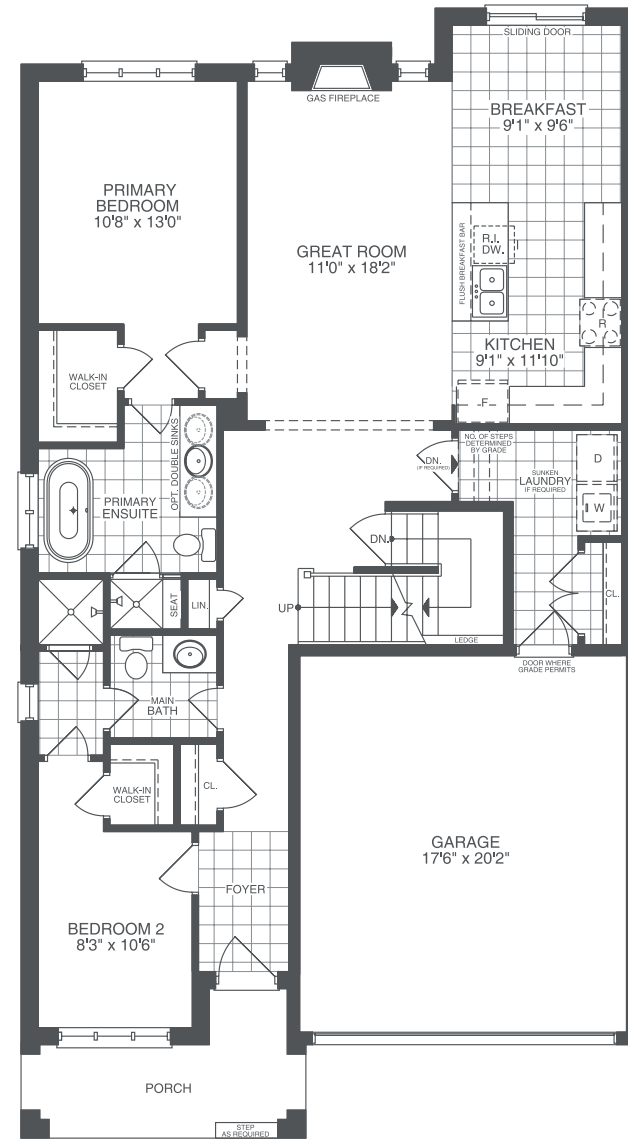 SLIDING DOOR
GAS FIREPLACE
BREAKFAST
9'1" x 9'6"
PRIMARY
BEDROOM
10'8" x 13'0"
GREAT ROOM
11'0" x 18'2"
FLUSH BREAKFAST BAR
R.I.
DW.
R
KITCHEN
9'1" x 11'10"
F
WALK-IN
CLOSET
OPT. DOUBLE SINKS
PRIMARY
ENSUITE
NO. OF STEPS
DETERMINED
BY GRADE
DN.
(IF REQUIRED)
SUNKEN
LAUNDRY
IF REQUIRED
D
W
DN.
UP
LEDGE
CL.
SEAT
LIN.
DOOR WHERE
GRADE PERMITS
MAIN
BATH
WALK-IN
CLOSET
CL.
GARAGE
17'6" x 20'2"
FOYER
BEDROOM 2
8'3" x 10'6"
PORCH
STEP
AS REQUIRED